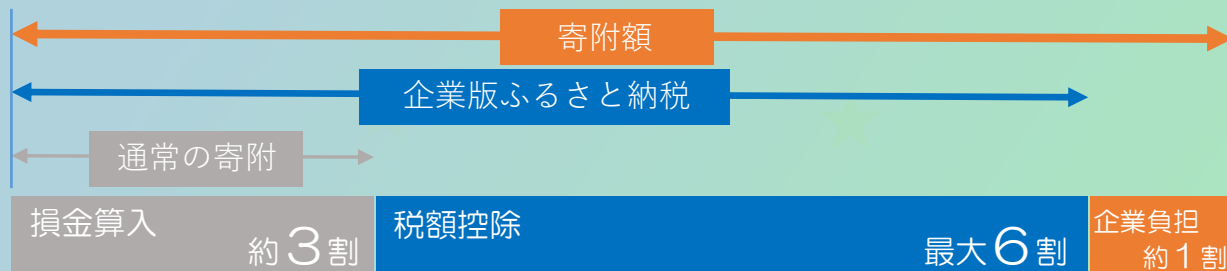 寄附額
企業版ふるさと納税
通常の寄附
損金算入
約3割
税額控除
最大6割
企業負担
約1割